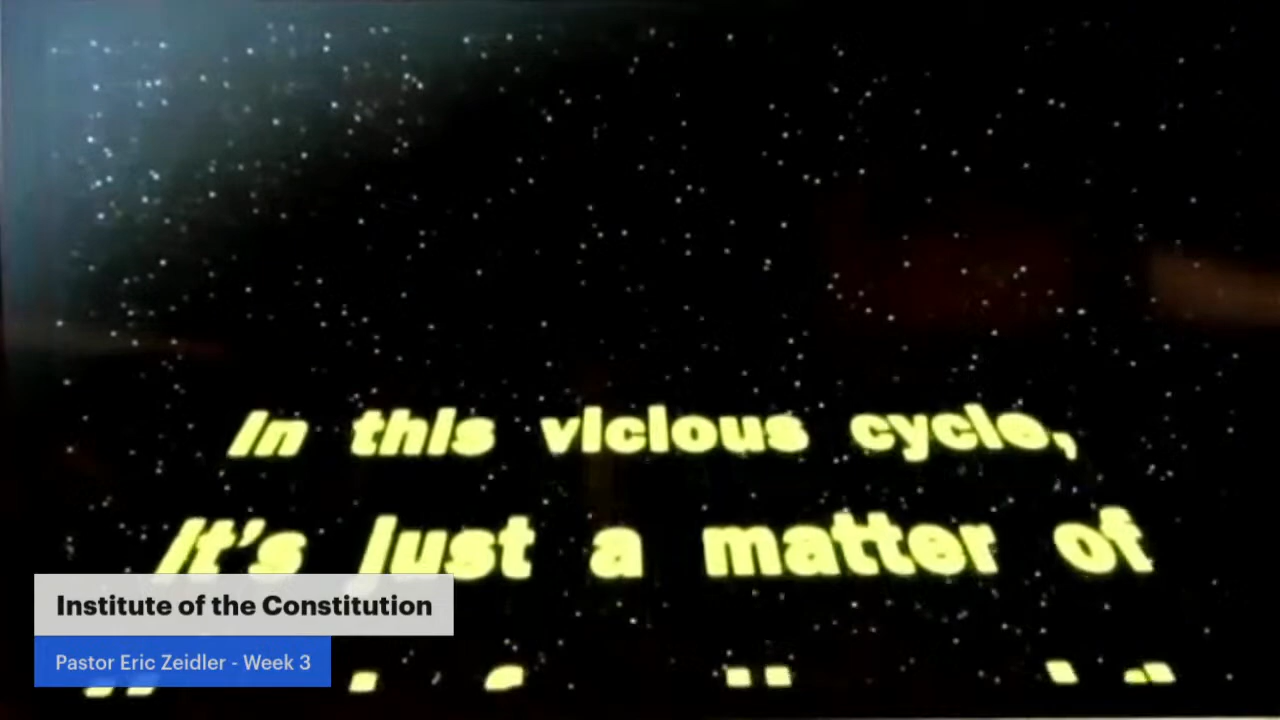 In this vicious cycle,
It's just a matter of
Institute of the Constitution
Pastor Eric Zeidler - Week 3